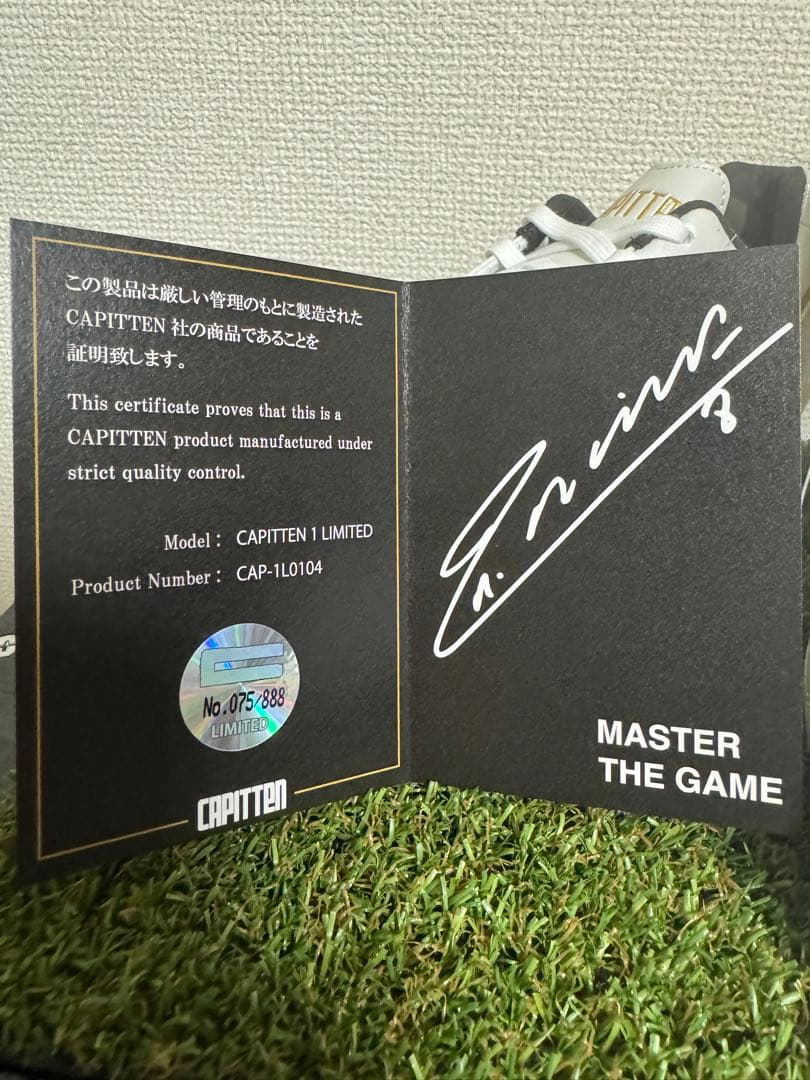 この製品は厳しい管理のもとに製造された
CAPITTEN 社の商品であることを
証明致します。
This certificate proves that this is a
CAPITTEN product manufactured under
strict quality control.
Model : CAPITTEN 1 LIMITED
Product Number : CAP-1L0104
No.075/888
LIMITED
CAPITTEN
MASTER
THE GAME